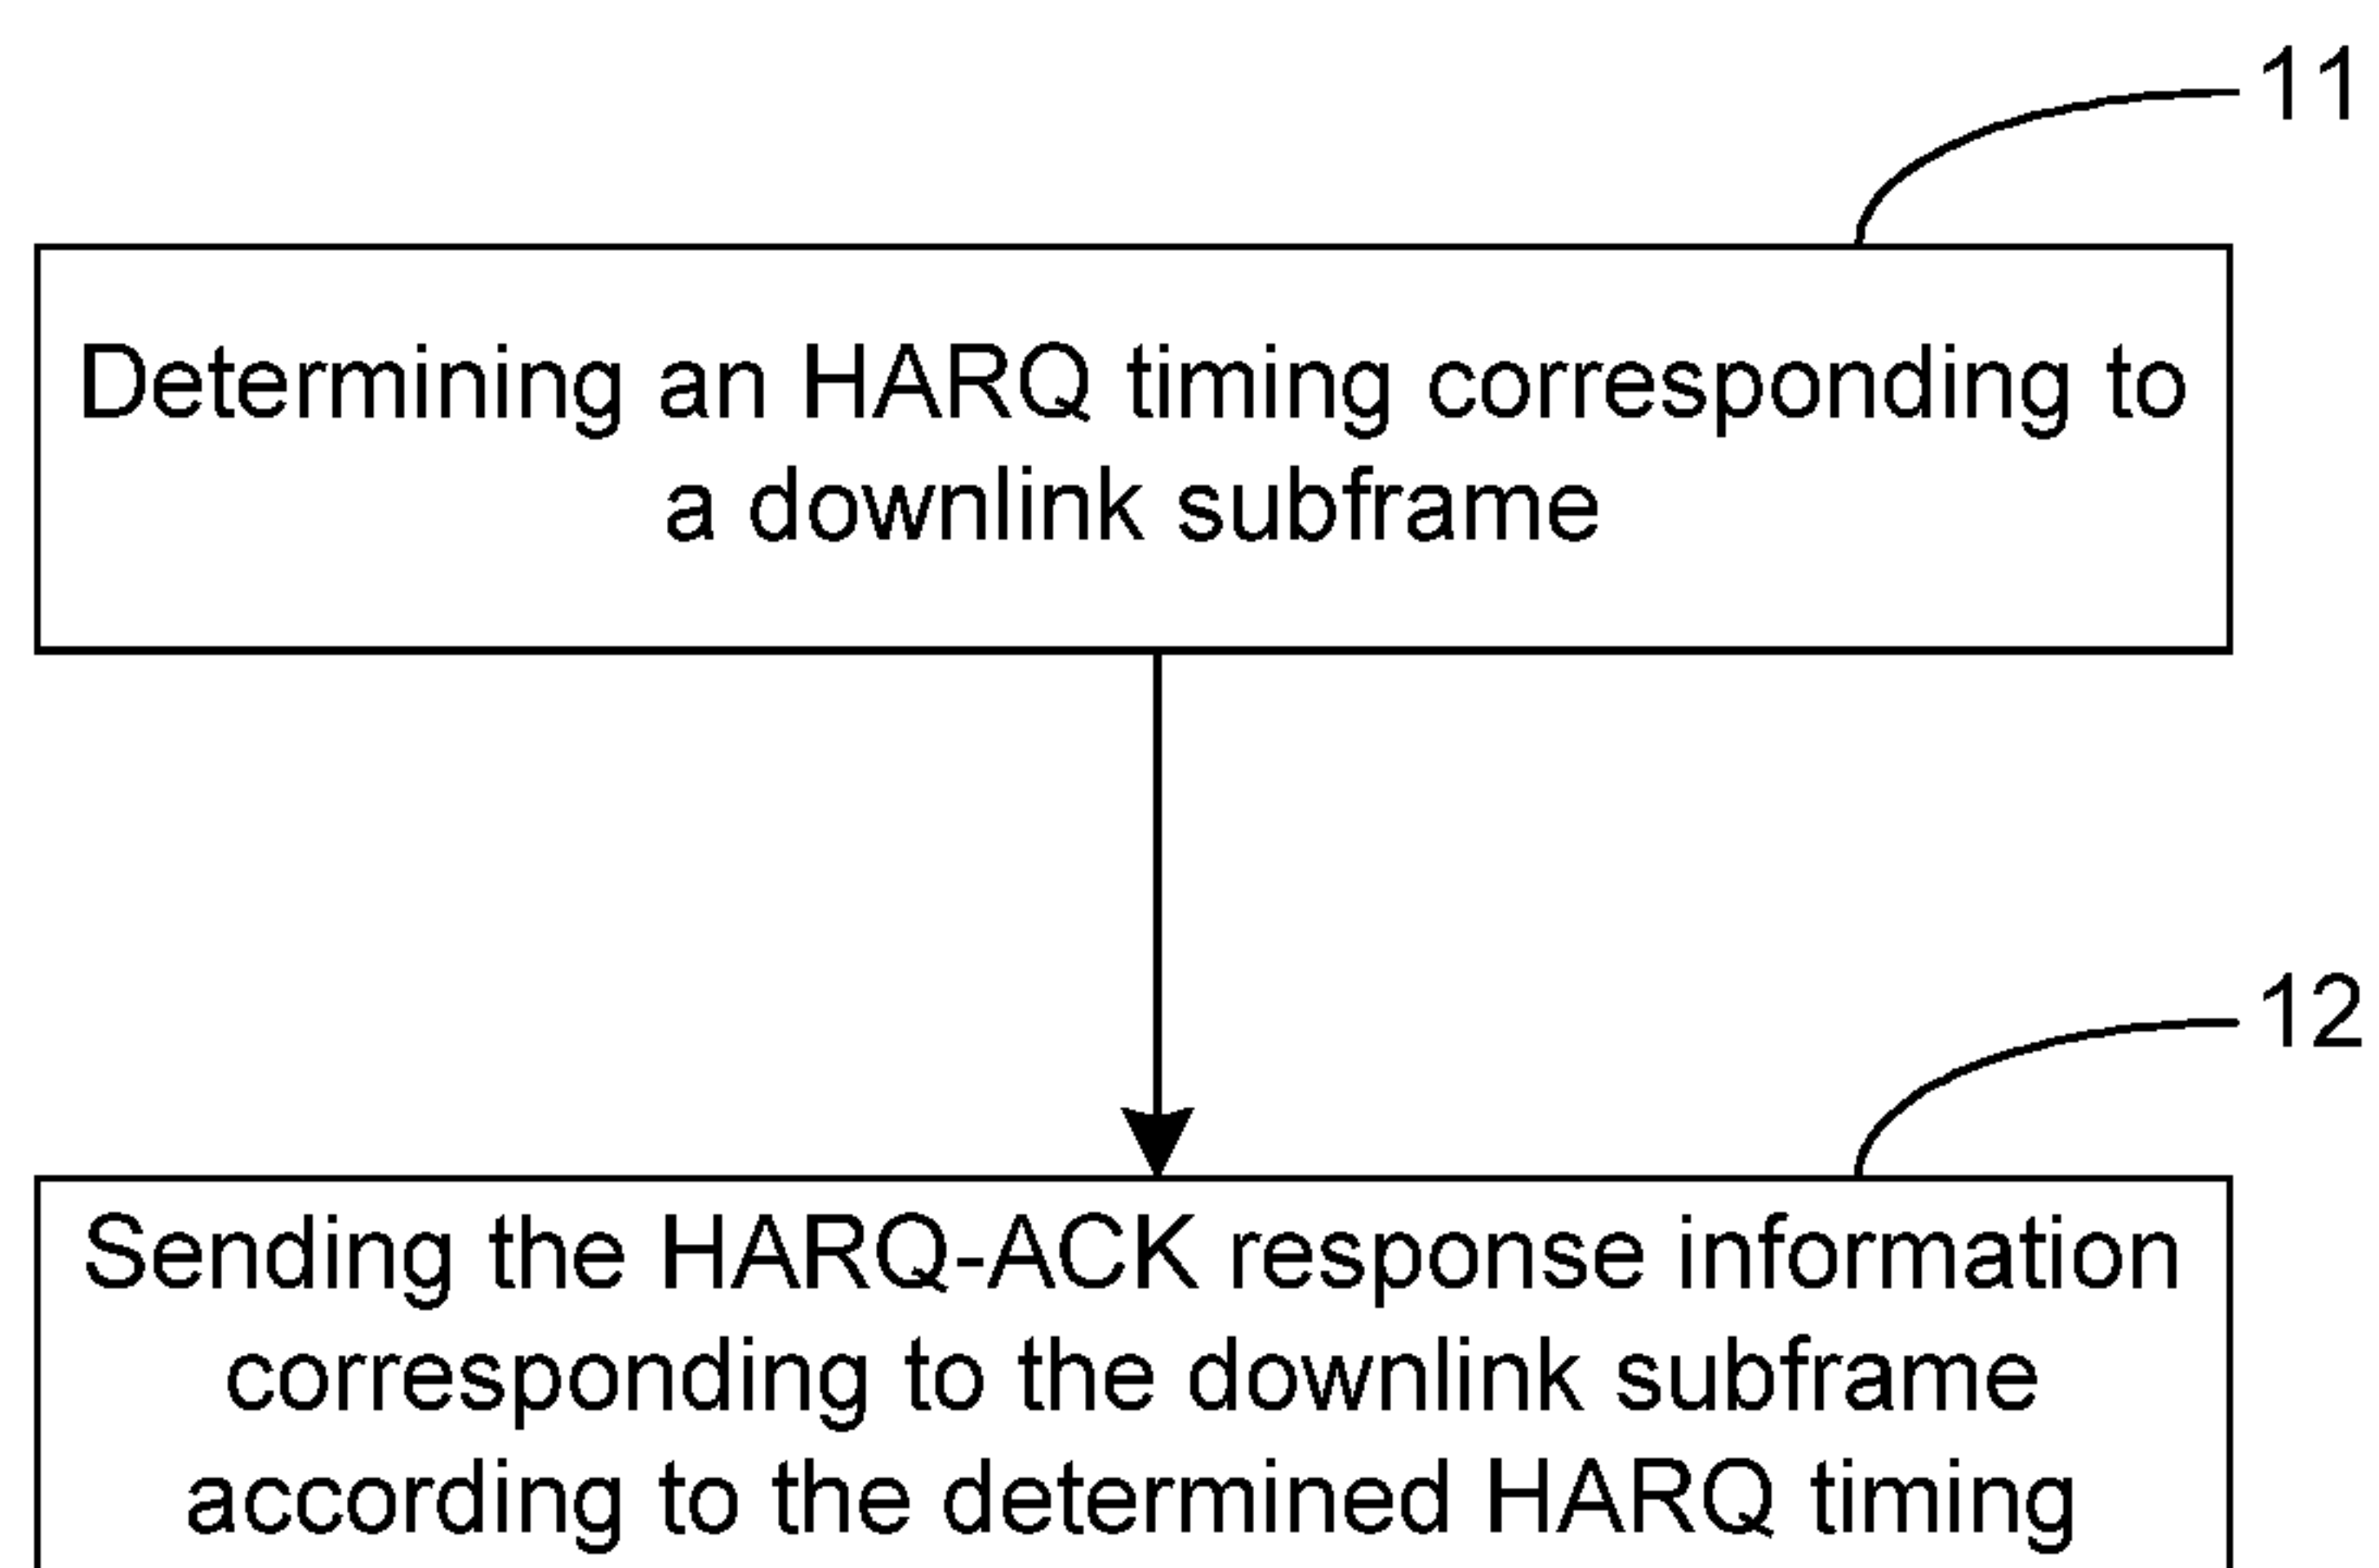 11
Determining an HARQ timing corresponding to
a downlink subframe
12
Sending the HARQ-ACK response information
corresponding to the downlink subframe
according to the determined HARQ timing